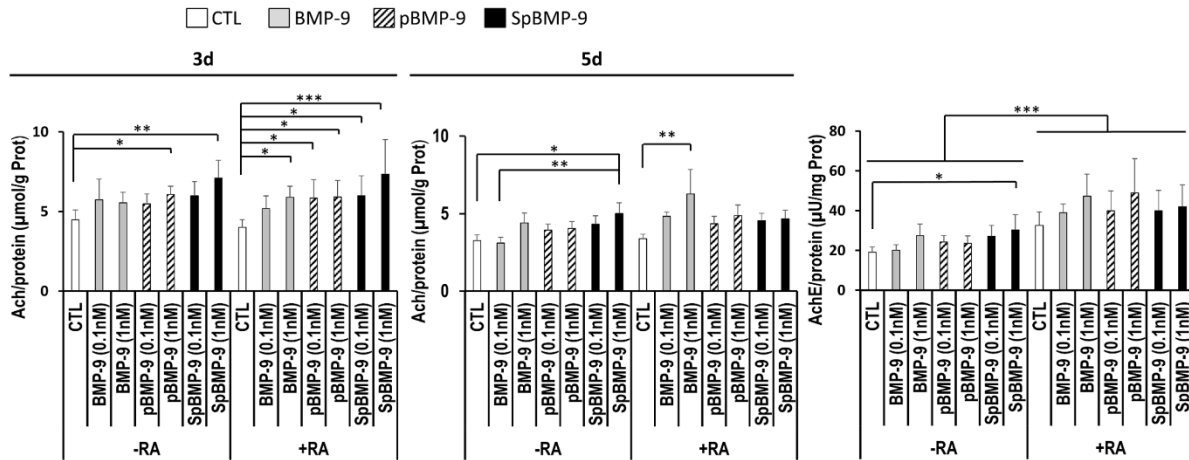 CTL BMP-9 pBMP-9 SpBMP-9
3d
5d
Ach/protein (µmol/g Prot)
10
5
0
**
*
***
*
*
*
*
CTL
BMP-9 (0.1nM)
BMP-9 (1nM)
pBMP-9 (0.1nM)
pBMP-9 (1nM)
SpBMP-9 (0.1nM)
SpBMP-9 (1nM)
CTL
BMP-9 (0.1nM)
BMP-9 (1nM)
pBMP-9 (0.1nM)
pBMP-9 (1nM)
SpBMP-9 (0.1nM)
SpBMP-9 (1nM)
-RA
+RA
Ach/protein (µmol/g Prot)
10
5
0
*
**
**
CTL
BMP-9 (0.1nM)
BMP-9 (1nM)
pBMP-9 (0.1nM)
pBMP-9 (1nM)
SpBMP-9 (0.1nM)
SpBMP-9 (1nM)
CTL
BMP-9 (0.1nM)
BMP-9 (1nM)
pBMP-9 (0.1nM)
pBMP-9 (1nM)
SpBMP-9 (0.1nM)
SpBMP-9 (1nM)
-RA
+RA
AchE/protein (µU/mg Prot)
80
60
40
20
0
***
*
CTL
BMP-9 (0.1nM)
BMP-9 (1nM)
pBMP-9 (0.1nM)
pBMP-9 (1nM)
SpBMP-9 (0.1nM)
SpBMP-9 (1nM)
CTL
BMP-9 (0.1nM)
BMP-9 (1nM)
pBMP-9 (0.1nM)
pBMP-9 (1nM)
SpBMP-9 (0.1nM)
SpBMP-9 (1nM)
-RA
+RA